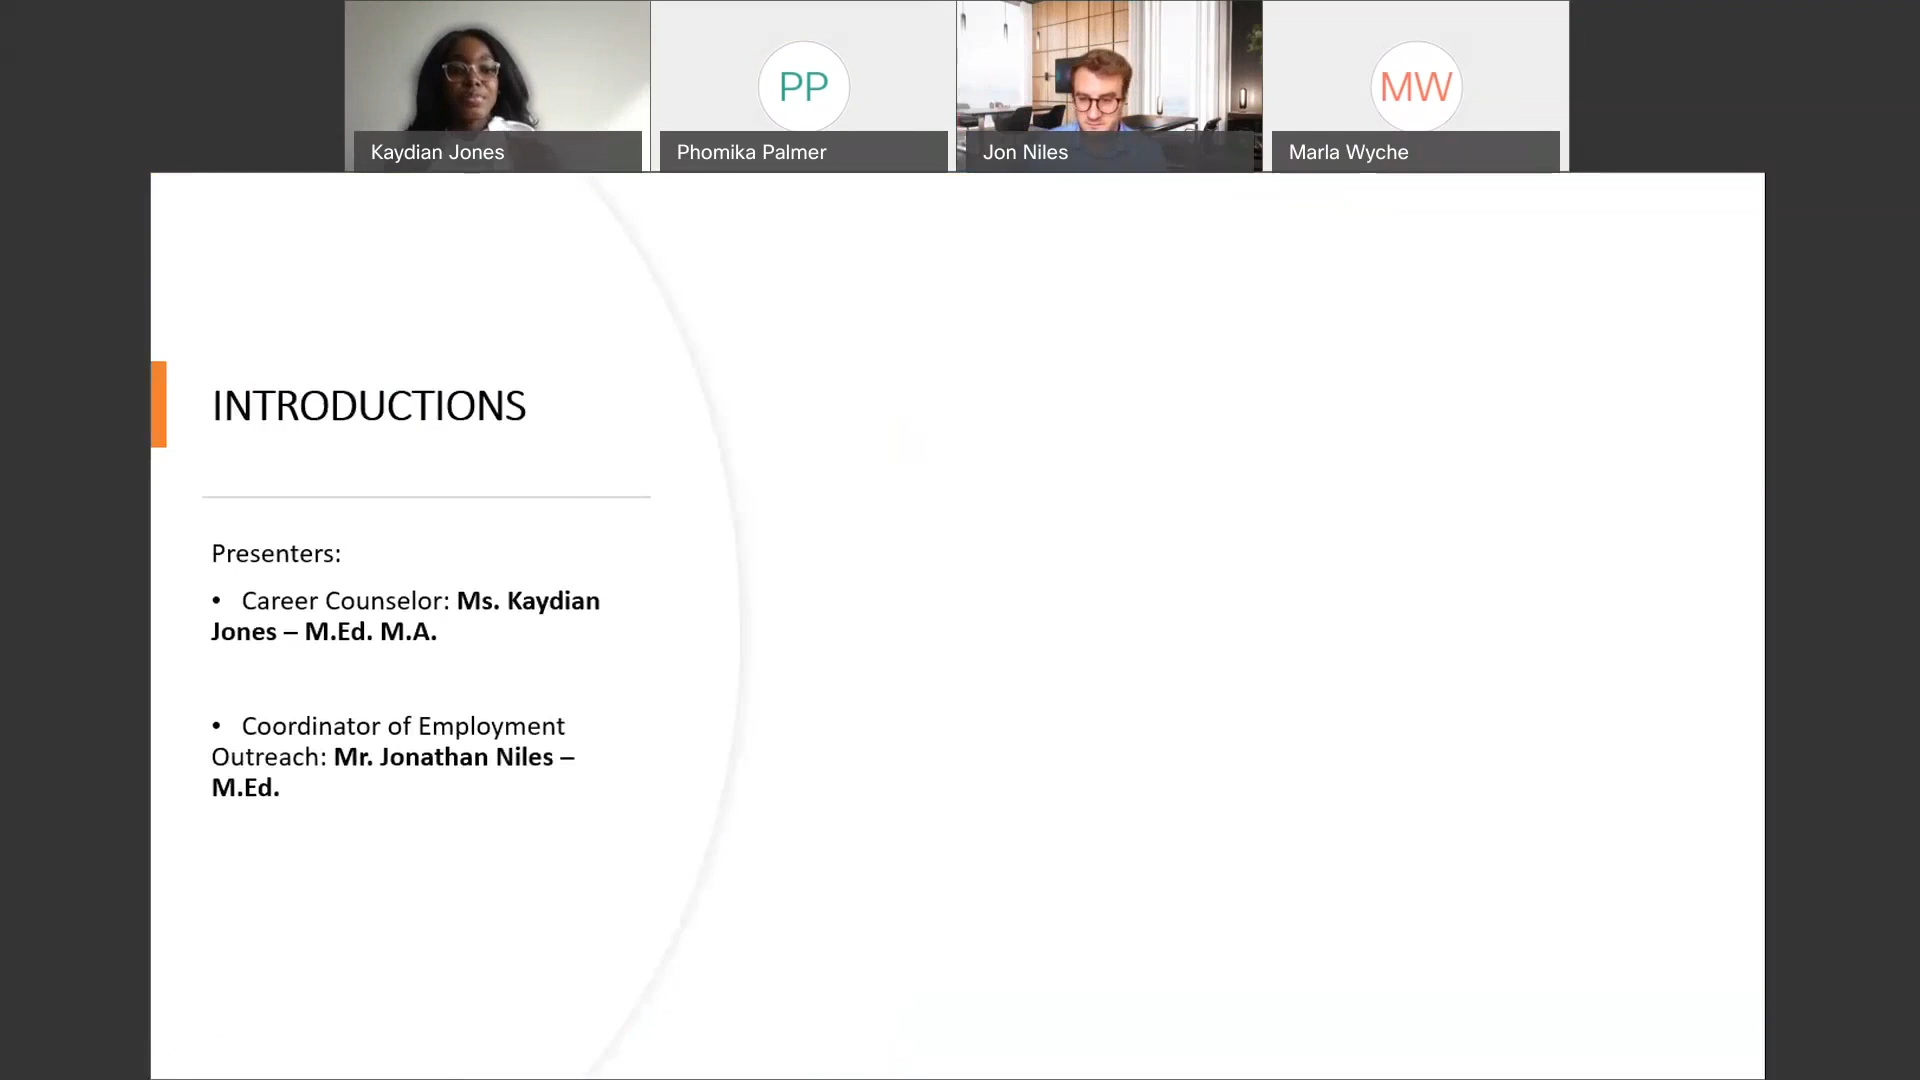 PP
MW
Kaydian Jones
Phomika Palmer
Jon Niles
Marla Wyche
INTRODUCTIONS
Presenters:
• Career Counselor: Ms. Kaydian
Jones – M.Ed. M.A.
• Coordinator of Employment
Outreach: Mr. Jonathan Niles –
M.Ed.